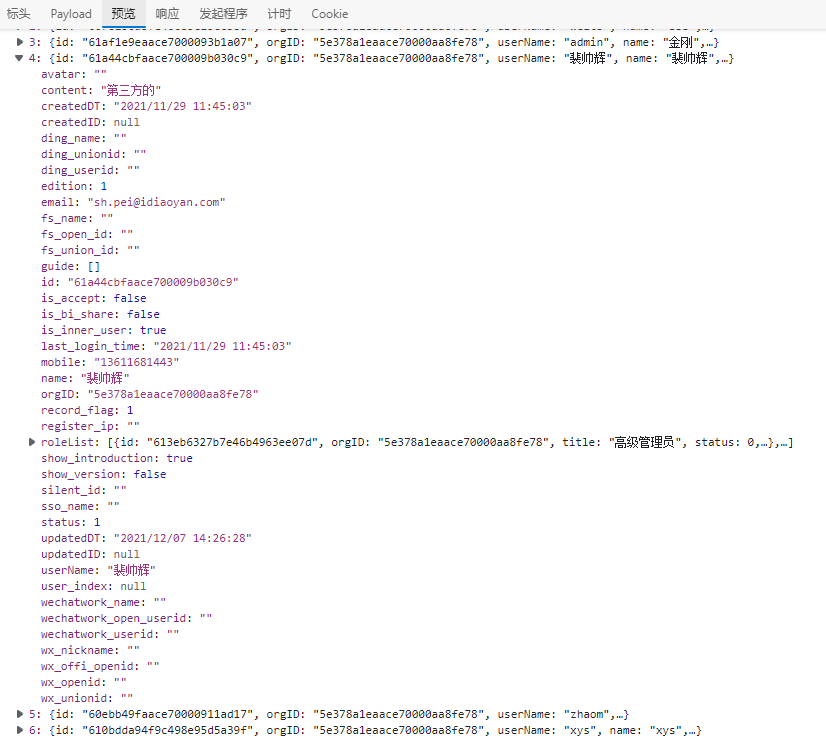 标头 Payload 预览 响应 发起程序 计时 Cookie
3: {id: "61af1e9eaace7000093b1a07", orgID: "5e378a1eaace70000aa8fe78", userName: "admin", name: "金刚",…}
4: {id: "61a44cbfaace700009b030c9", orgID: "5e378a1eaace70000aa8fe78", userName: "裴帅辉", name: "裴帅辉",…}
avatar: ""
content: "第三方的"
createdDT: "2021/11/29 11:45:03"
createdID: null
ding_name: ""
ding_unionid: ""
ding_userid: ""
edition: 1
email: "sh.pei@idiaoyan.com"
fs_name: ""
fs_open_id: ""
fs_union_id: ""
guide: []
id: "61a44cbfaace700009b030c9"
is_accept: false
is_bi_share: false
is_inner_user: true
last_login_time: "2021/11/29 11:45:03"
mobile: "13611681443"
name: "裴帅辉"
orgID: "5e378a1eaace70000aa8fe78"
record_flag: 1
register_ip: ""
roleList: [{id: "613eb6327b7e46b4963ee07d", orgID: "5e378a1eaace70000aa8fe78", title: "高级管理员", status: 0,…},…]
show_introduction: true
show_version: false
silent_id: ""
sso_name: ""
status: 1
updatedDT: "2021/12/07 14:26:28"
updatedID: null
userName: "裴帅辉"
user_index: null
wechatwork_name: ""
wechatwork_open_userid: ""
wechatwork_userid: ""
wx_nickname: ""
wx_offi_openid: ""
wx_openid: ""
wx_unionid: ""
5: {id: "60ebb49faace70000911ad17", orgID: "5e378a1eaace70000aa8fe78", userName: "zhaom",…}
6: {id: "610bdda94f9c498e95d5a39f", orgID: "5e378a1eaace70000aa8fe78", userName: "xys", name: "xys",…}